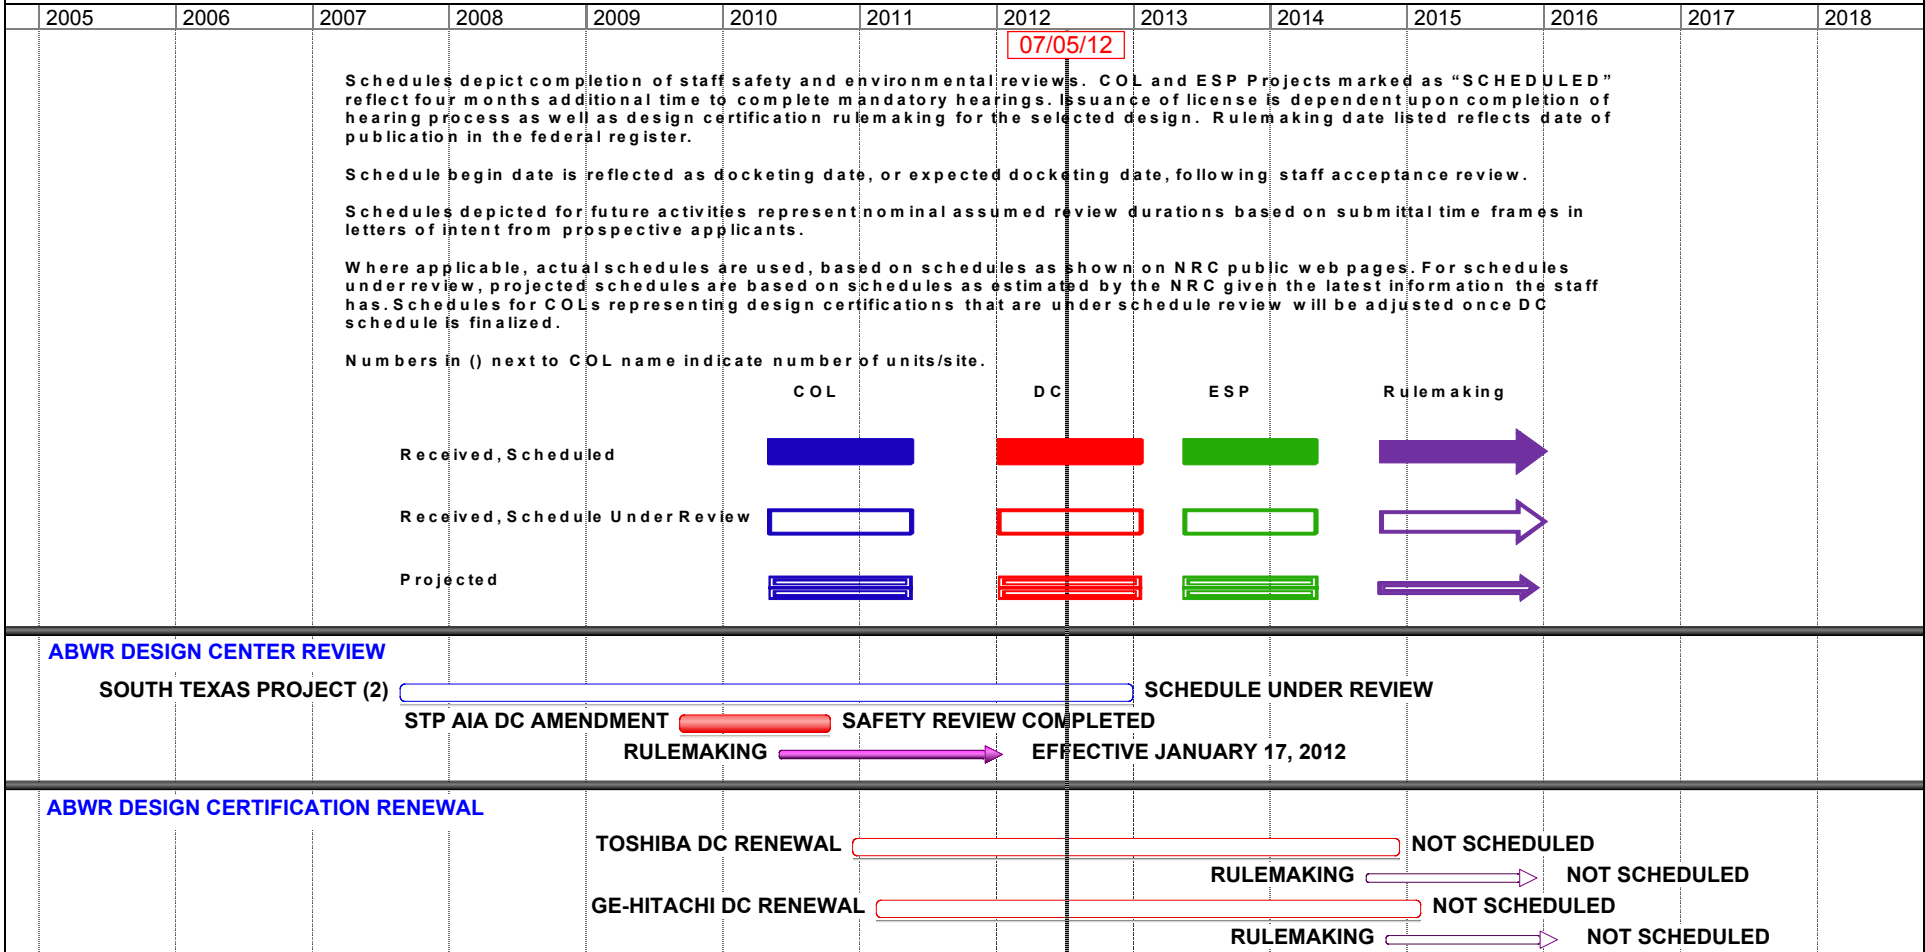 2005 2006 2007 2008 2009 2010 2011 2012 2013 2014 2015 2016 2017 2018
07/05/12
Schedules depict completion of staff safety and environmental reviews. COL and ESP Projects marked as “SCHEDULED”
reflect four months additional time to complete mandatory hearings. Issuance of license is dependent upon completion of
hearing process as well as design certification rulemaking for the selected design. Rulemaking date listed reflects date of
publication in the federal register.
Schedule begin date is reflected as docketing date, or expected docketing date, following staff acceptance review.
Schedules depicted for future activities represent nominal assumed review durations based on submittal time frames in
letters of intent from prospective applicants.
Where applicable, actual schedules are used, based on schedules as shown on NRC public web pages. For schedules
under review, projected schedules are based on schedules as estimated by the NRC given the latest information the staff
has. Schedules for COLs representing design certifications that are under schedule review will be adjusted once DC
schedule is finalized.
Numbers in () next to COL name indicate number of units/site.
COL DC ESP Rulemaking
Received, Scheduled
Received, Schedule Under Review
Projected
ABWR DESIGN CENTER REVIEW
SOUTH TEXAS PROJECT (2) SCHEDULE UNDER REVIEW
STP AIA DC AMENDMENT SAFETY REVIEW COMPLETED
RULEMAKING EFFECTIVE JANUARY 17, 2012
ABWR DESIGN CERTIFICATION RENEWAL
TOSHIBA DC RENEWAL NOT SCHEDULED
RULEMAKING NOT SCHEDULED
GE-HITACHI DC RENEWAL NOT SCHEDULED
RULEMAKING NOT SCHEDULED